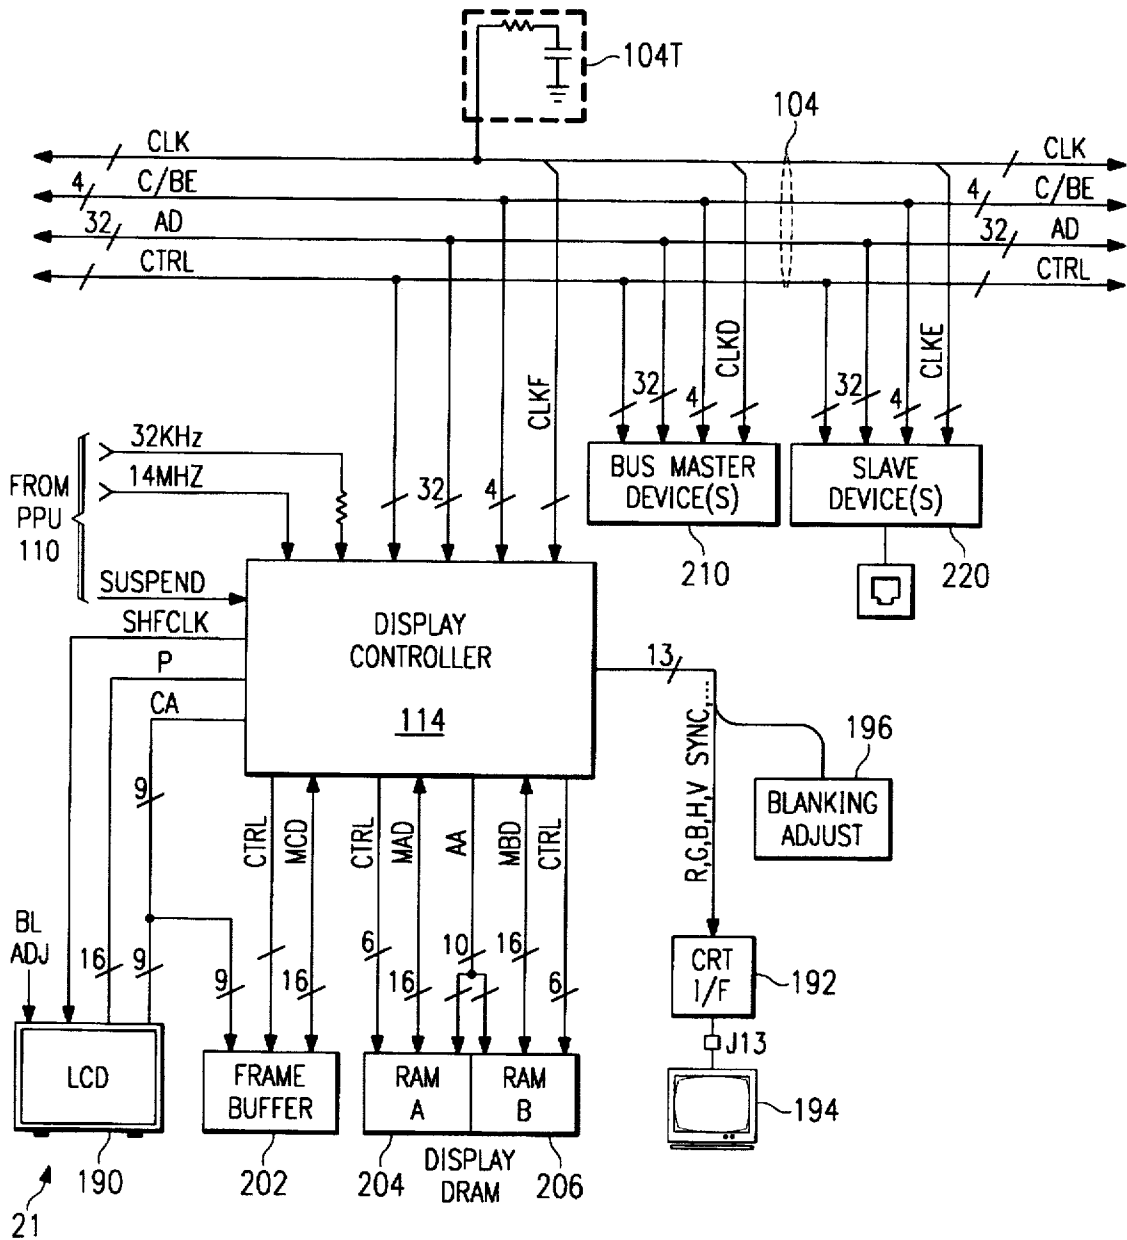 104T
104
CLK
CLK
4
C/BE
4
C/BE
32
AD
32
AD
CTRL
CTRL
CLKF
CLKD
CLKE
32
4
32
4
32KHz
14MHZ
FROM
PPU
110
32
4
BUS MASTER
DEVICE(S)
SLAVE
DEVICE(S)
210
220
SUSPEND
SHFCLK
P
CA
DISPLAY
CONTROLLER
114
13
R,G,B,H,V SYNC,...
196
BLANKING
ADJUST
9
CTRL
MCD
CTRL
MAD
AA
MBD
CTRL
BL
ADJ
16
9
9
16
6
16
10
16
6
CRT
I/F
192
J13
LCD
FRAME
BUFFER
RAM
A
RAM
B
194
190
202
204
DISPLAY
DRAM
206
21